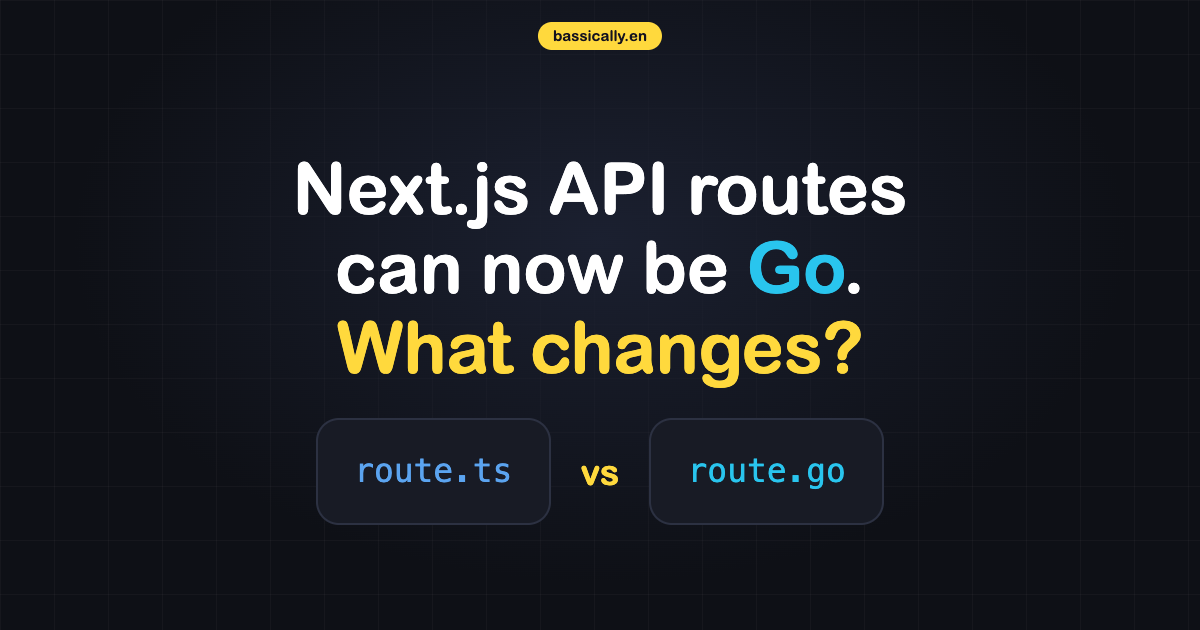 bassically.en
Next.js API routes
can now be Go.
What changes?
route.ts vs route.go